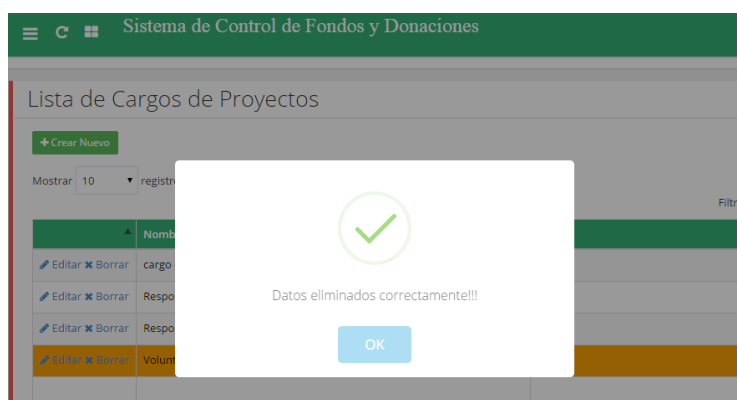 Sistema de Control de Fondos y Donaciones
Lista de Cargos de Proyectos
+ Crear Nuevo
Mostrar 10 registr
Filtr
Nomb
Editar Borrar cargo
Editar Borrar Respo
Editar Borrar Respo
Editar Borrar Volunt
Datos eliminados correctamente!!!
OK